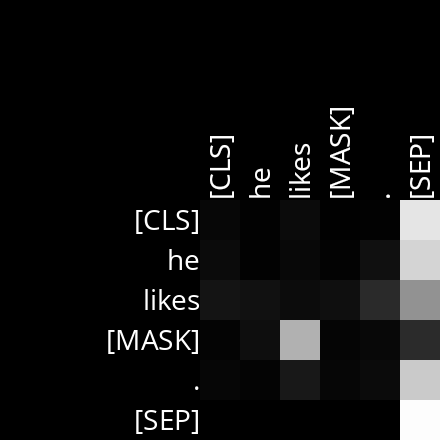 [CLS] he likes [MASK] . [SEP]
[CLS]
he
likes
[MASK]
.
[SEP]